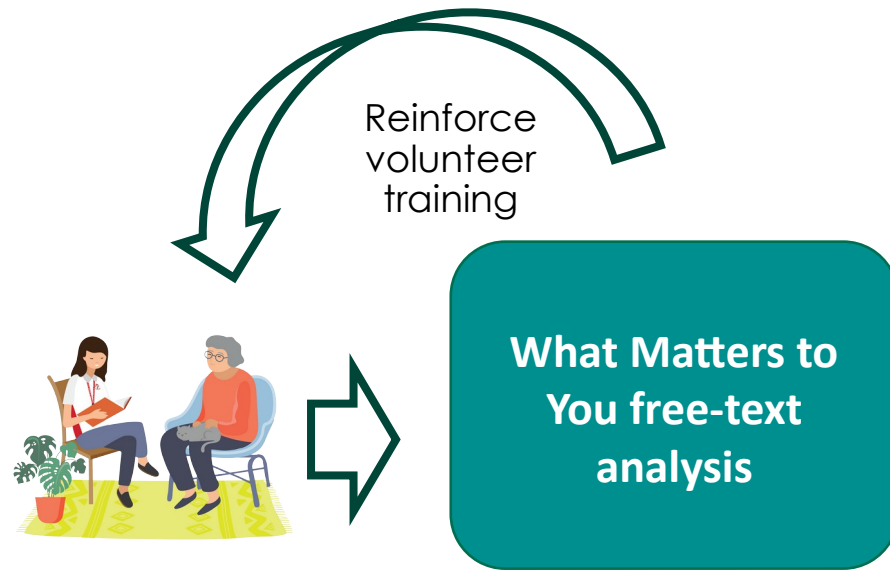 Reinforce
volunteer
training
What Matters to
You free-text
analysis